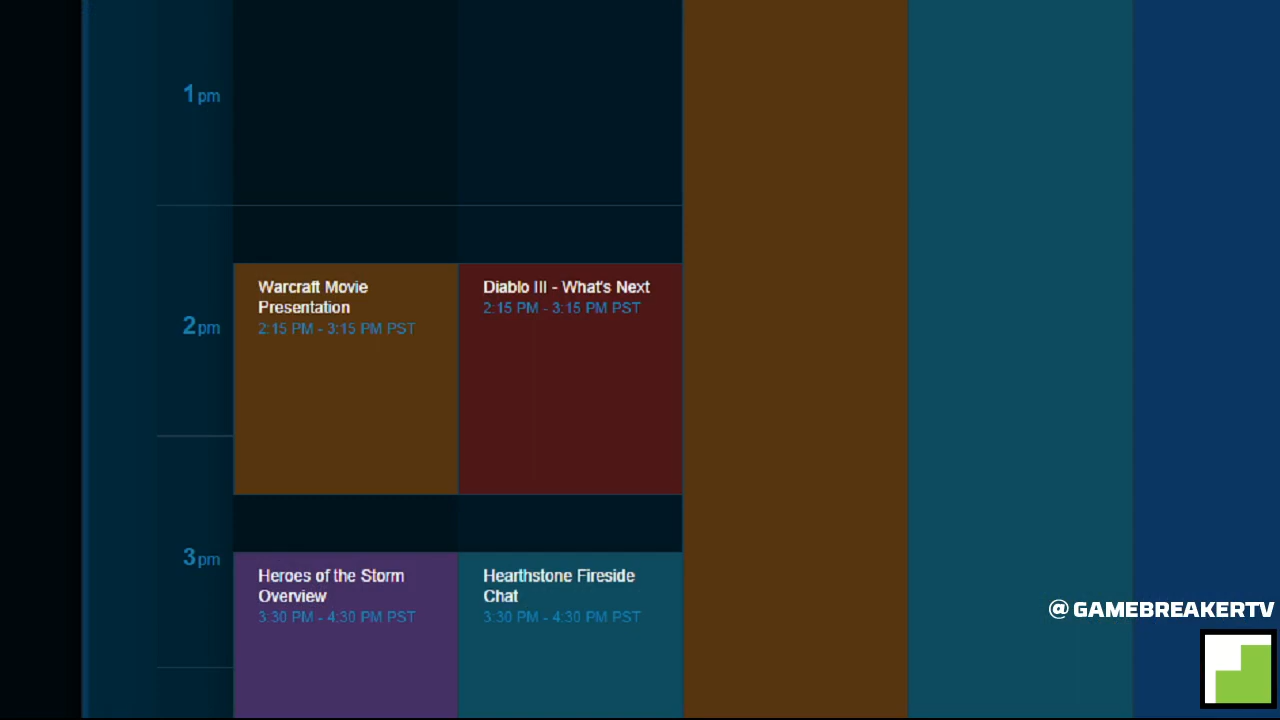 1pm
Warcraft Movie
Presentation
2:15 PM - 3:15 PM PST
Diablo III - What's Next
2:15 PM - 3:15 PM PST
2pm
3pm
Heroes of the Storm
Overview
3:30 PM - 4:30 PM PST
Hearthstone Fireside
Chat
3:30 PM - 4:30 PM PST
@GAMEBREAKERTV